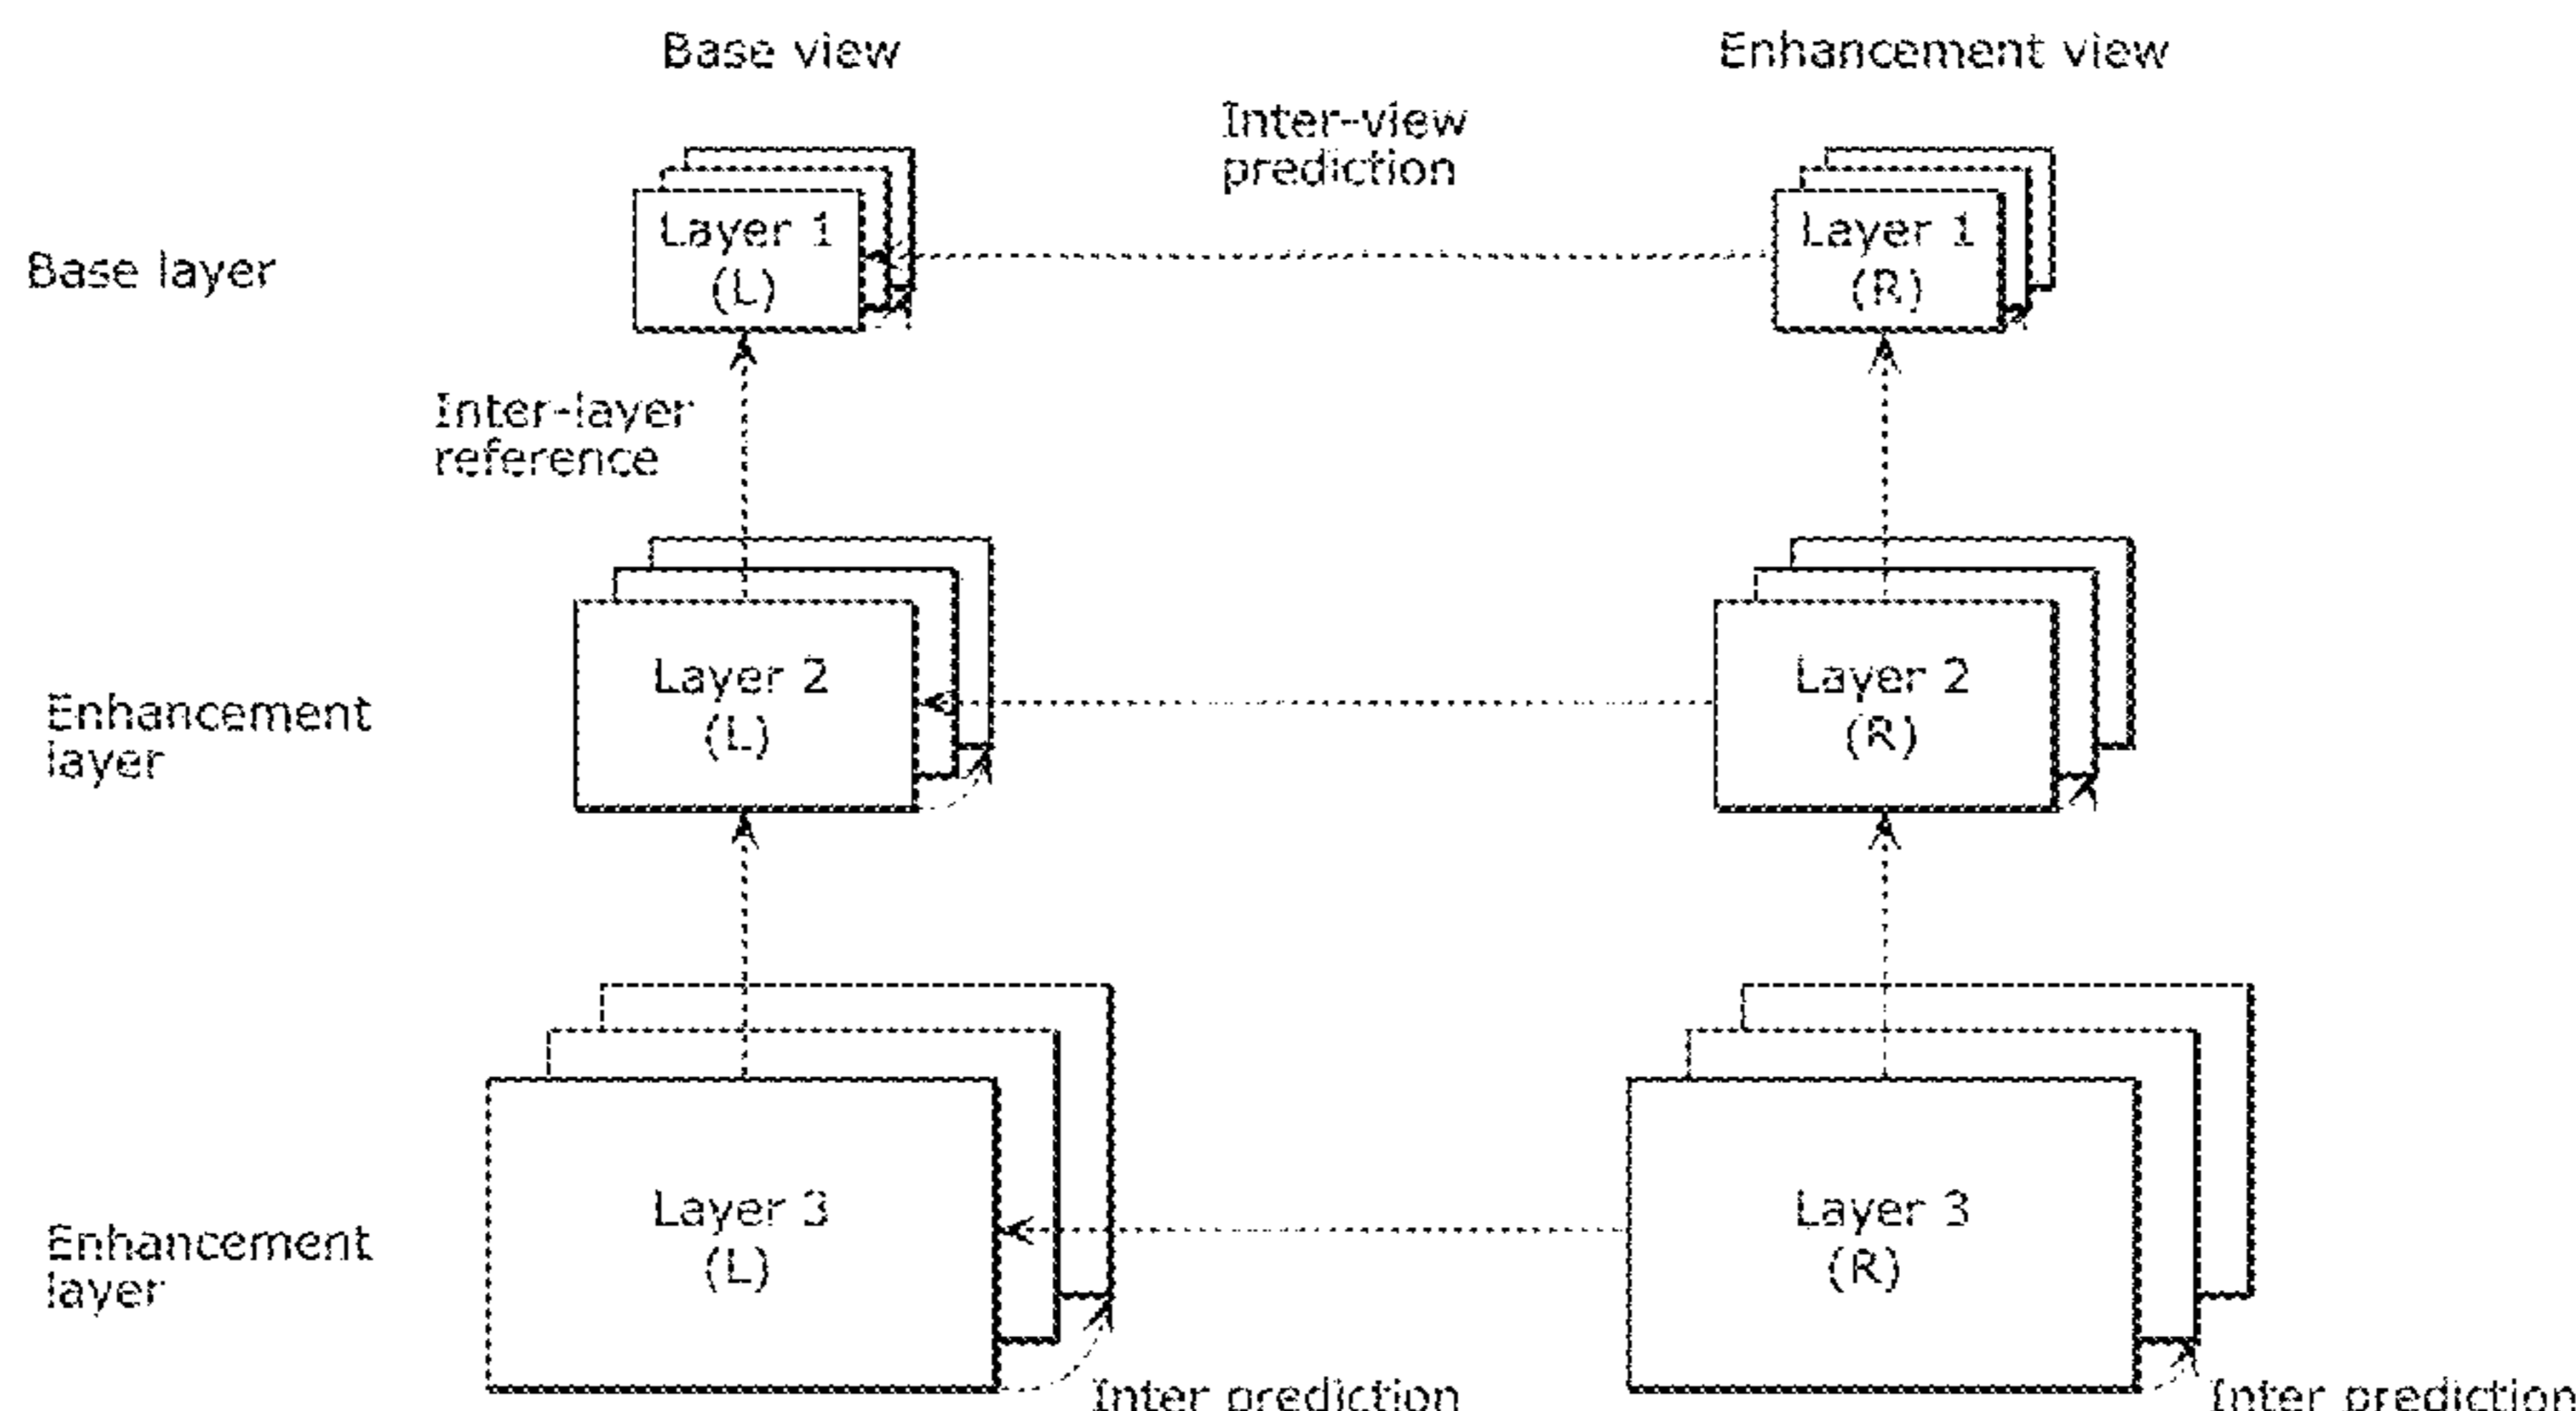 Base view
Enhancement view
Inter-view
prediction
Base layer
Layer 1
(L)
Layer 1
(R)
Inter-layer
reference
Enhancement
layer
Layer 2
(L)
Layer 2
(R)
Enhancement
layer
Layer 3
(L)
Layer 3
(R)
Inter prediction
Inter prediction